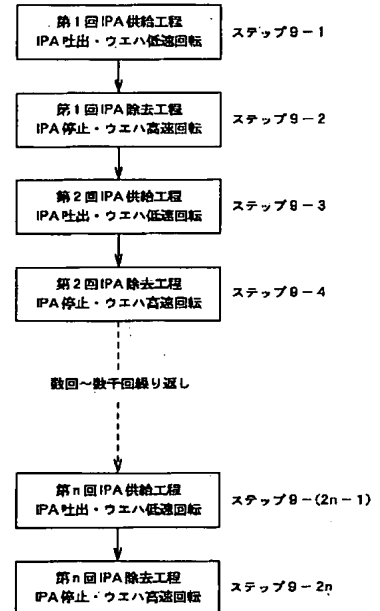 第1回IPA供給工程
IPA吐出・ウエハ低速回転
ステップ9-1
第1回IPA除去工程
IPA停止・ウエハ高速回転
ステップ9-2
第2回IPA供給工程
IPA吐出・ウエハ低速回転
ステップ9-3
第2回IPA除去工程
IPA停止・ウエハ高速回転
ステップ9-4
数回~数千回繰り返し
第n回IPA供給工程
IPA吐出・ウエハ低速回転
ステップ9-(2n-1)
第n回IPA除去工程
IPA停止・ウエハ高速回転
ステップ9-2n